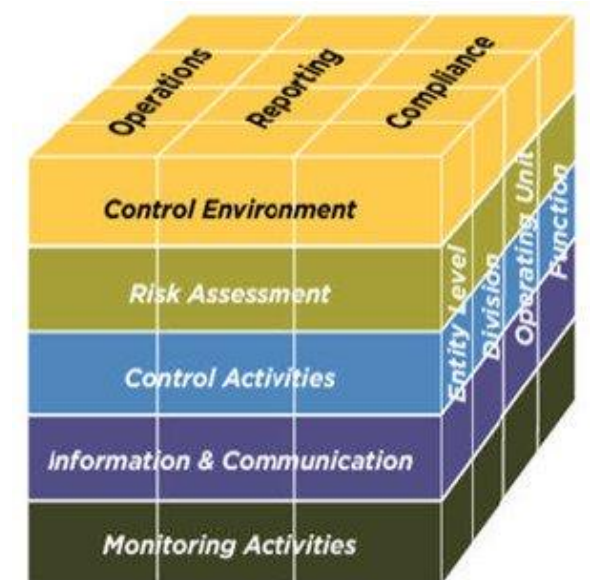 Operations
Reporting
Compliance
Control Environment
Risk Assessment
Control Activities
Information & Communication
Monitoring Activities
Entity Level
Division
Operating Unit
Function